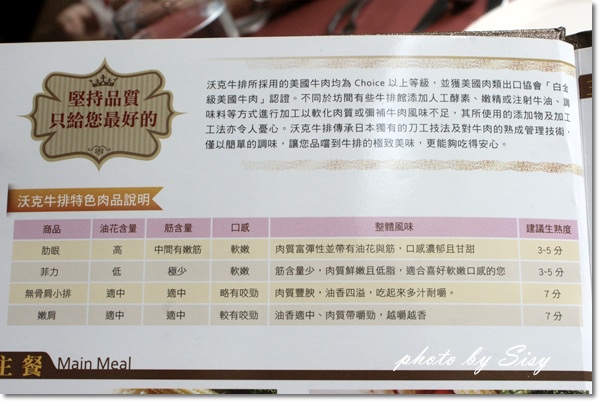 堅持品質
只給您最好的
沃克牛排所採用的美國牛肉均為 Choice 以上等級，並獲美國肉類出口協會「白金
級美國牛肉」認證。不同於坊間有些牛排館添加人工酵素、嫩精或注射牛油、調
味料等方式進行加工以軟化肉質或彌補牛肉風味不足，其所使用的添加物及加工
工法亦令人憂心。沃克牛排傳承日本獨有的刀工技法及對牛肉的熟成管理技術，
僅以簡單的調味，讓您品嚐到牛排的極致美味，更能夠吃得安心。
沃克牛排特色肉品說明
商品 油花含量 筋含量 口感 整體風味 建議生熟度
肋眼 高 中間有嫩筋 軟嫩 肉質富彈性並帶有油花與筋，口感濃郁且甘甜 3-5 分
菲力 低 極少 軟嫩 筋含量少，肉質鮮嫩且低脂，適合喜好軟嫩口感的您 3-5 分
無骨肩小排 適中 適中 略有咬勁 肉質豐腴，油香四溢，吃起來多汁耐嚼。 7 分
嫩肩 適中 適中 較有咬勁 油香適中、肉質帶嚼勁，越嚼越香 7 分
主餐 Main Meal
photo by Sisy